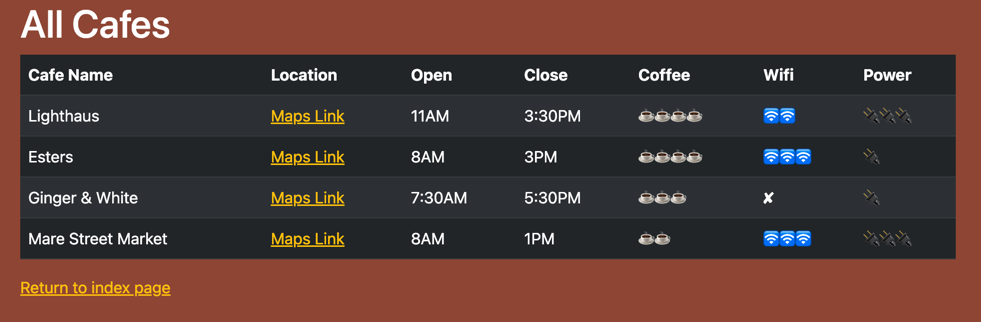 All Cafes
Cafe Name Location Open Close Coffee Wifi Power
Lighthaus Maps Link 11AM 3:30PM ☕☕☕☕ 🛜🛜 🔌🔌🔌
Esters Maps Link 8AM 3PM ☕☕☕☕ 🛜🛜🛜 🔌
Ginger & White Maps Link 7:30AM 5:30PM ☕☕☕ ✘ 🔌
Mare Street Market Maps Link 8AM 1PM ☕☕ 🛜🛜🛜 🔌🔌🔌
Return to index page